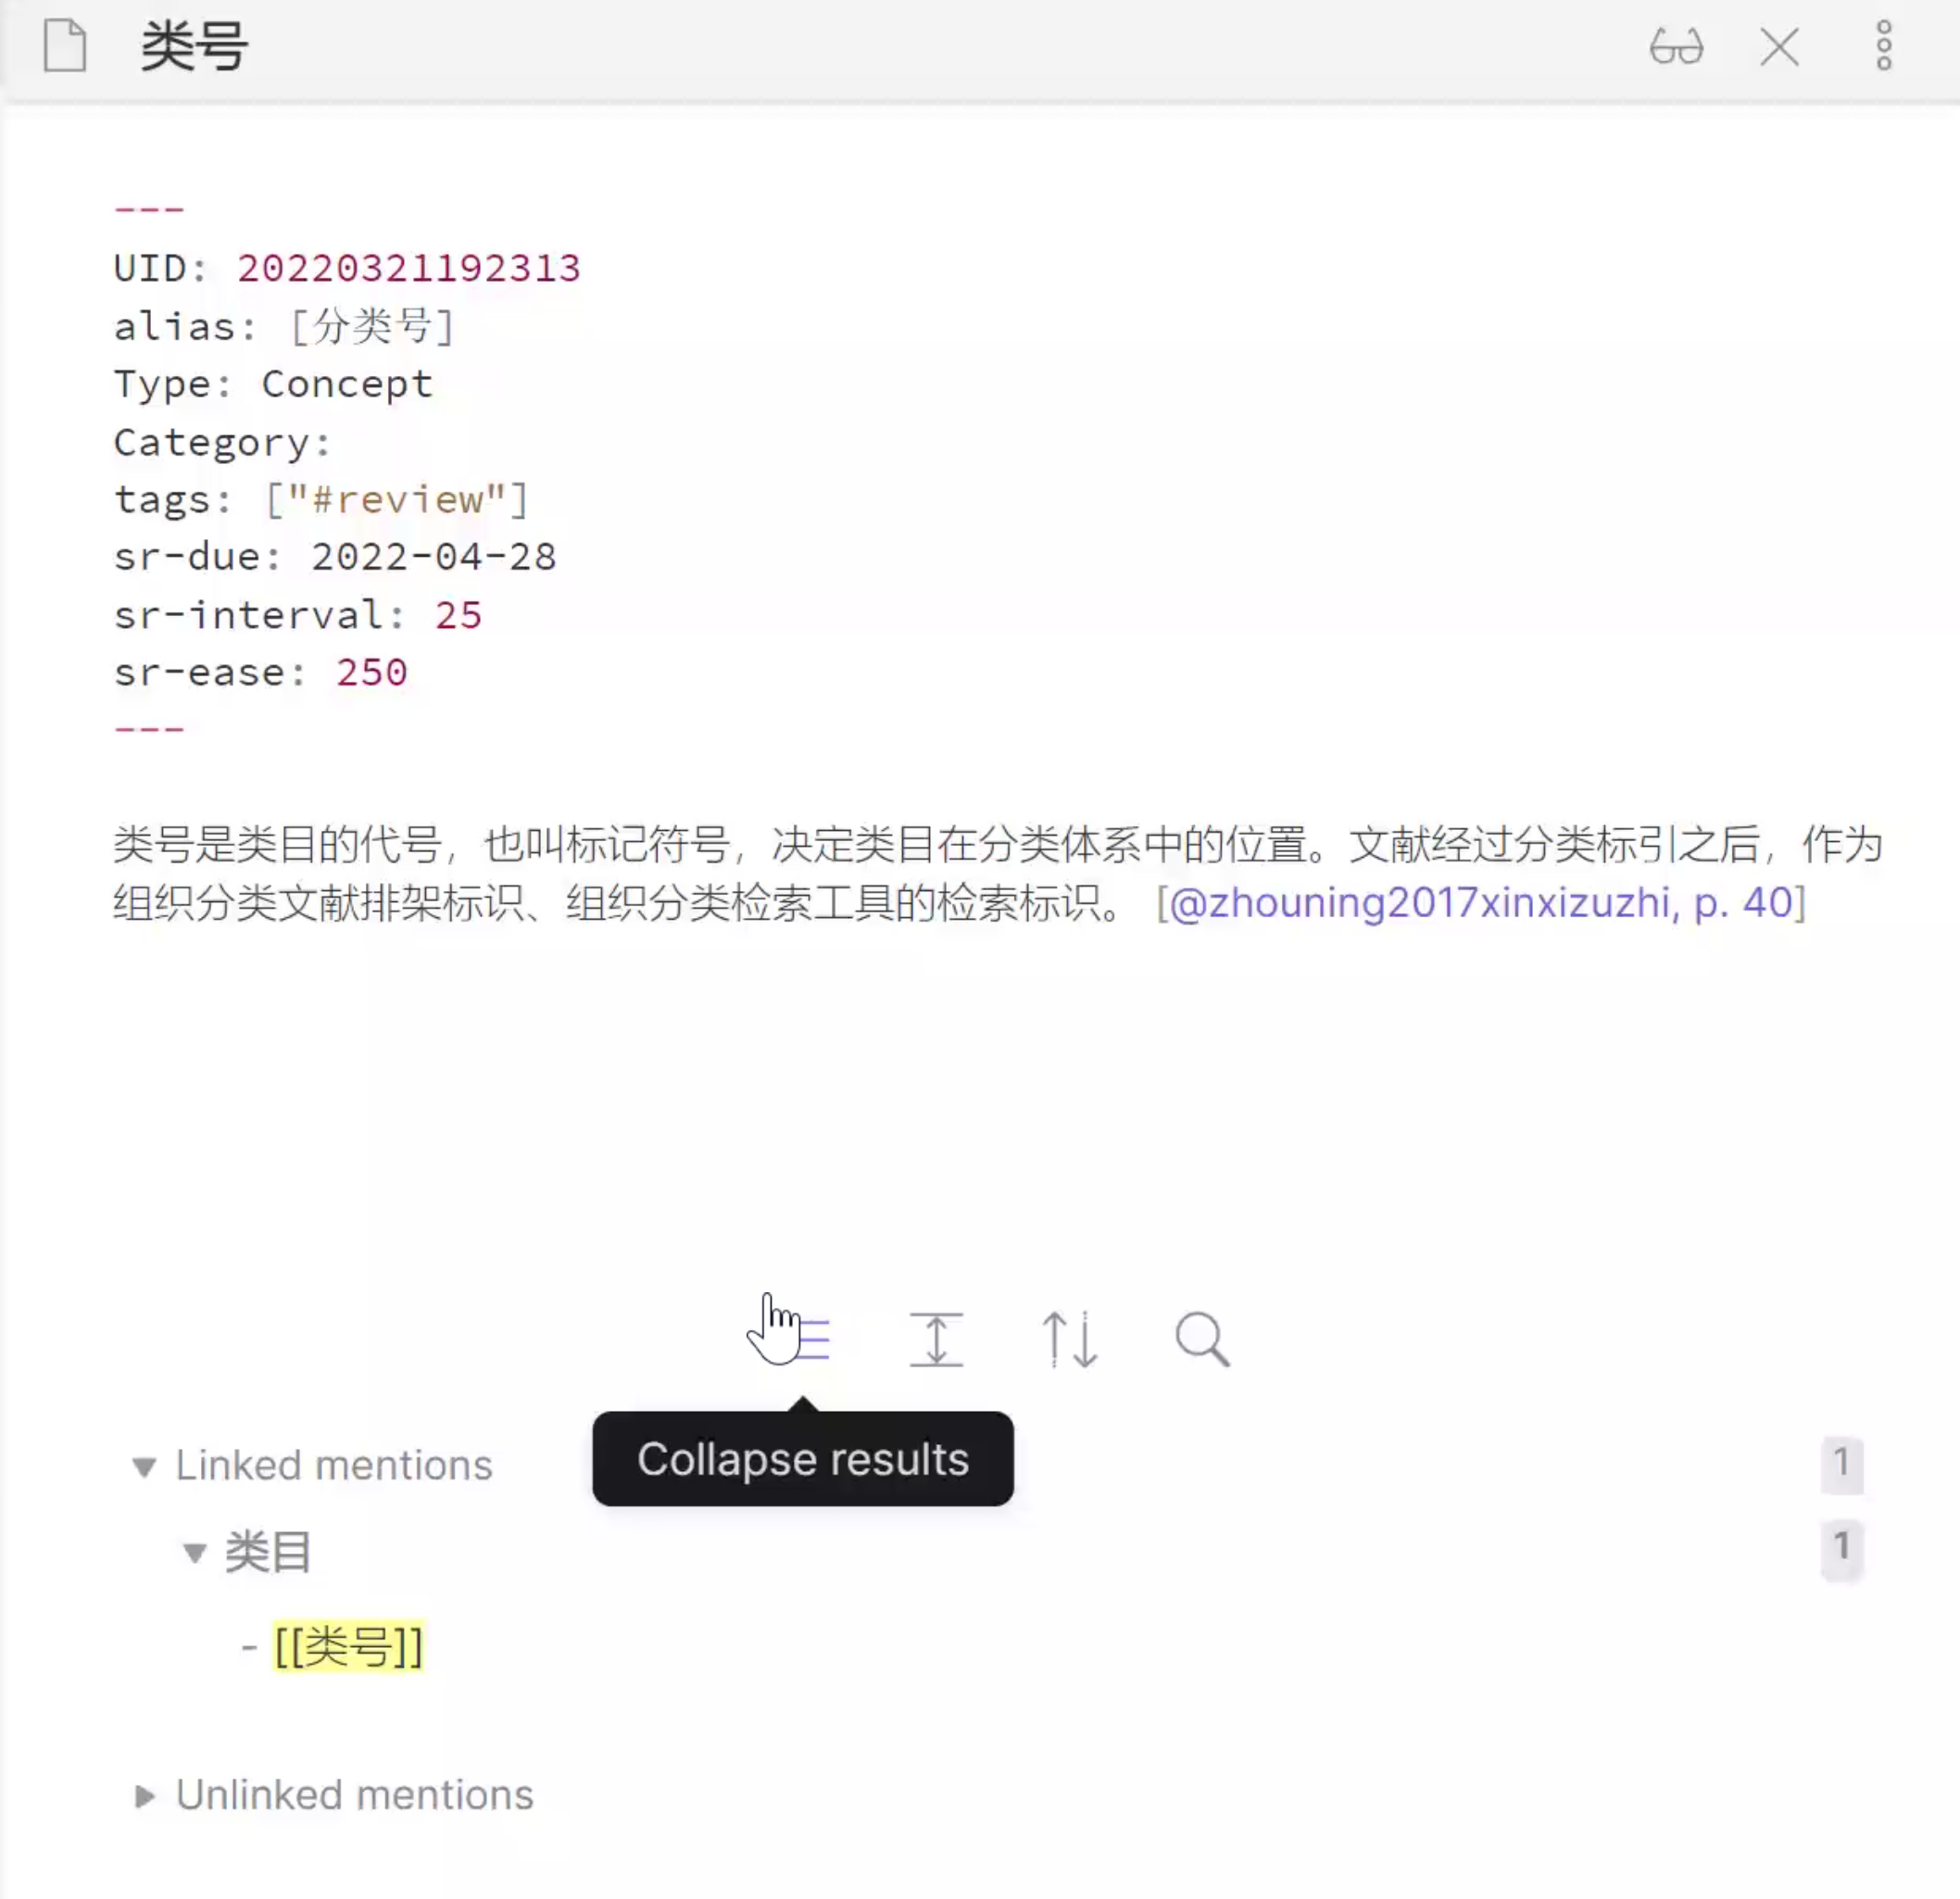 类号
---
UID: 20220321192313
alias: [分类号]
Type: Concept
Category:
tags: ["#review"]
sr-due: 2022-04-28
sr-interval: 25
sr-ease: 250
---
类号是类目的代号，也叫标记符号，决定类目在分类体系中的位置。文献经过分类标引之后，作为
组织分类文献排架标识、组织分类检索工具的检索标识。 [@zhouning2017xinxizuzhi, p. 40]
Collapse results
Linked mentions 1
类目 1
- [[类号]]
Unlinked mentions